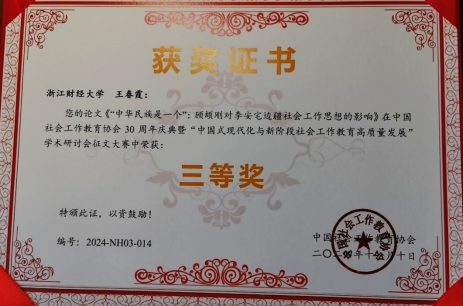 获奖证书
浙江财经大学 王春霞：
您的论文《“中华民族是一个”：顾颉刚对李安宅边疆社会工作思想的影响》在中国
社会工作教育协会 30 周年庆典暨“中国式现代化与新阶段社会工作教育高质量发展”
学术研讨会征文大赛中荣获：
三等奖
特颁此证，以资鼓励！
中国社会工作教育协会
编号：2024-NH03-014
二〇二 年十 月十日